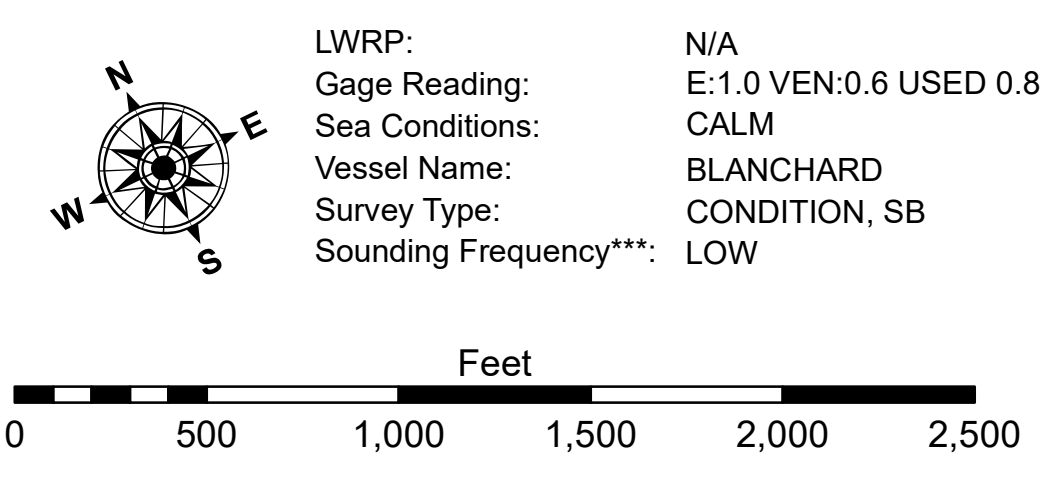 N
E
W
S
LWRP: N/A
Gage Reading: E:1.0 VEN:0.6 USED 0.8
Sea Conditions: CALM
Vessel Name: BLANCHARD
Survey Type: CONDITION, SB
Sounding Frequency***: LOW
Feet
0 500 1,000 1,500 2,000 2,500